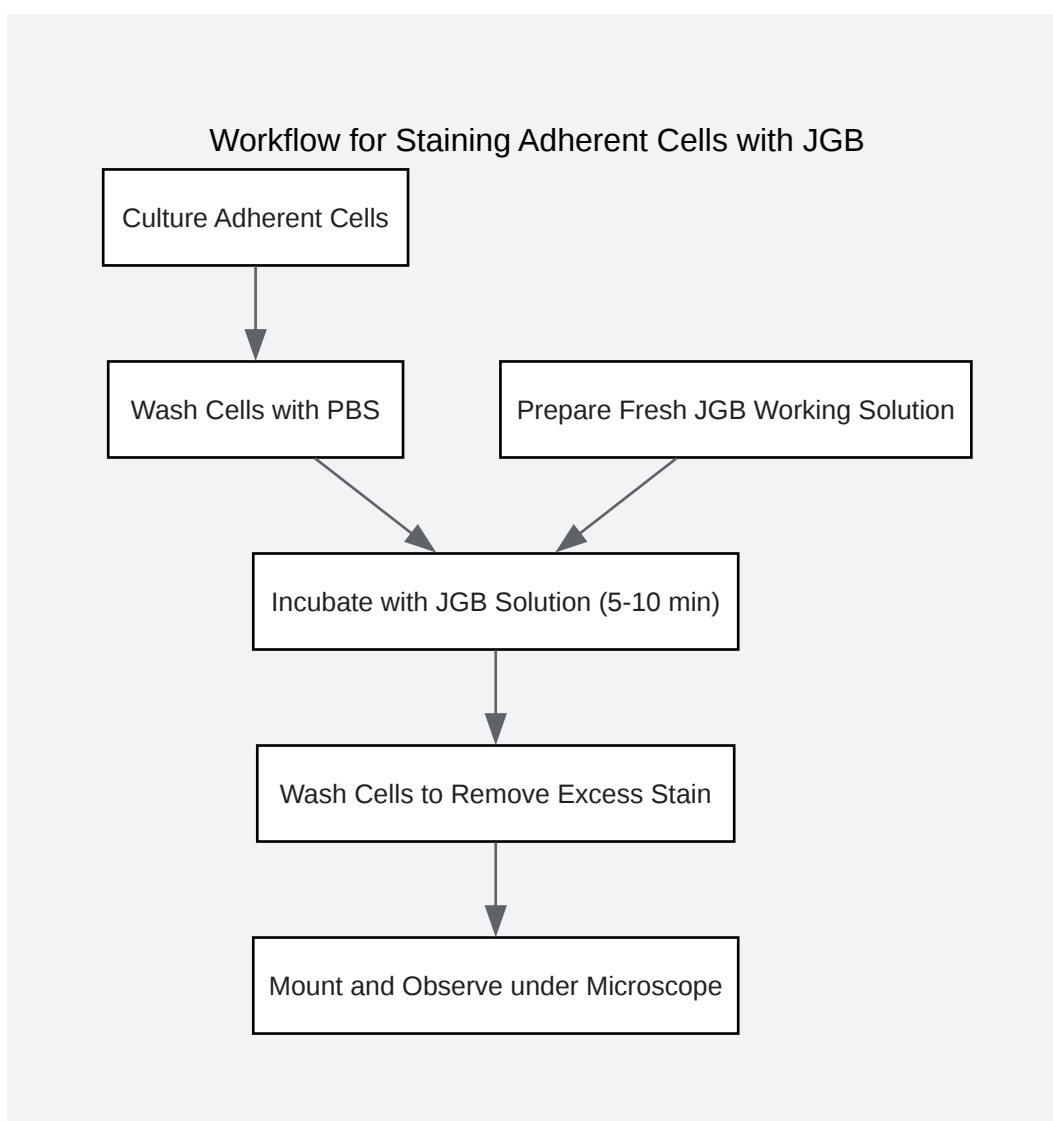 Workflow for Staining Adherent Cells with JGB
Culture Adherent Cells
Wash Cells with PBS
Prepare Fresh JGB Working Solution
Incubate with JGB Solution (5-10 min)
Wash Cells to Remove Excess Stain
Mount and Observe under Microscope